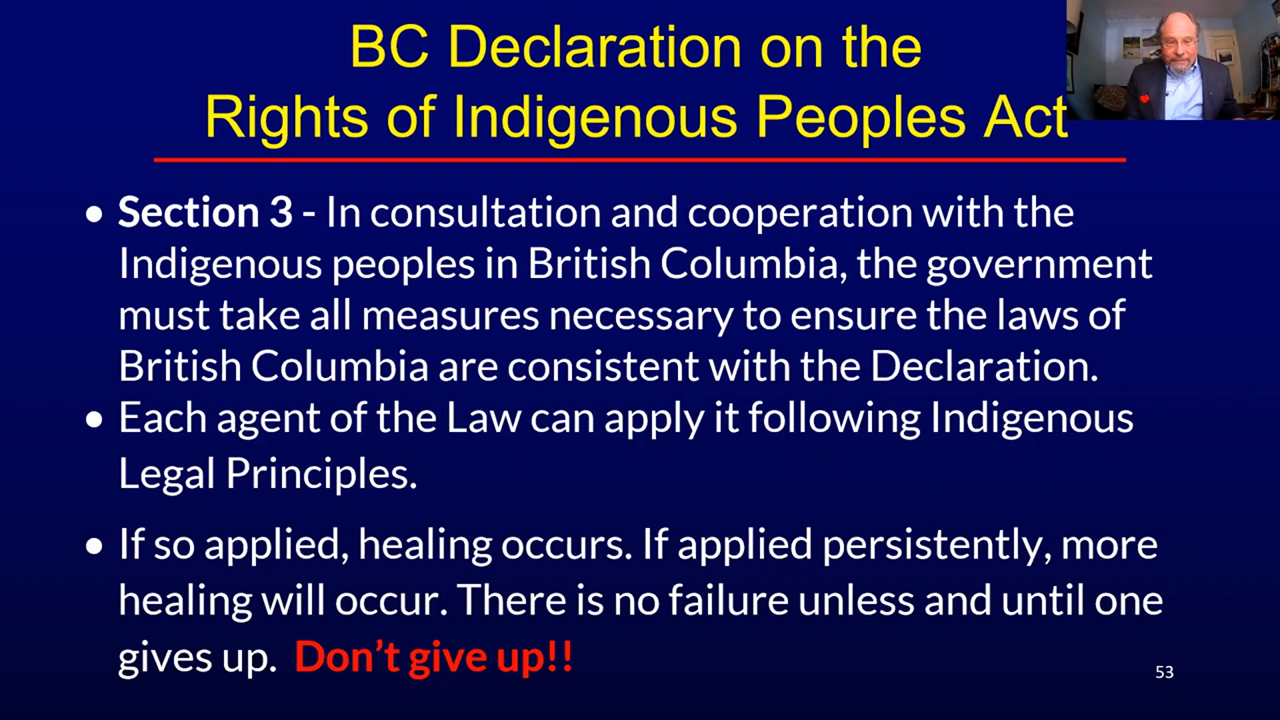 BC Declaration on the
Rights of Indigenous Peoples Act
• Section 3 - In consultation and cooperation with the
Indigenous peoples in British Columbia, the government
must take all measures necessary to ensure the laws of
British Columbia are consistent with the Declaration.
• Each agent of the Law can apply it following Indigenous
Legal Principles.
• If so applied, healing occurs. If applied persistently, more
healing will occur. There is no failure unless and until one
gives up. Don’t give up!!
53